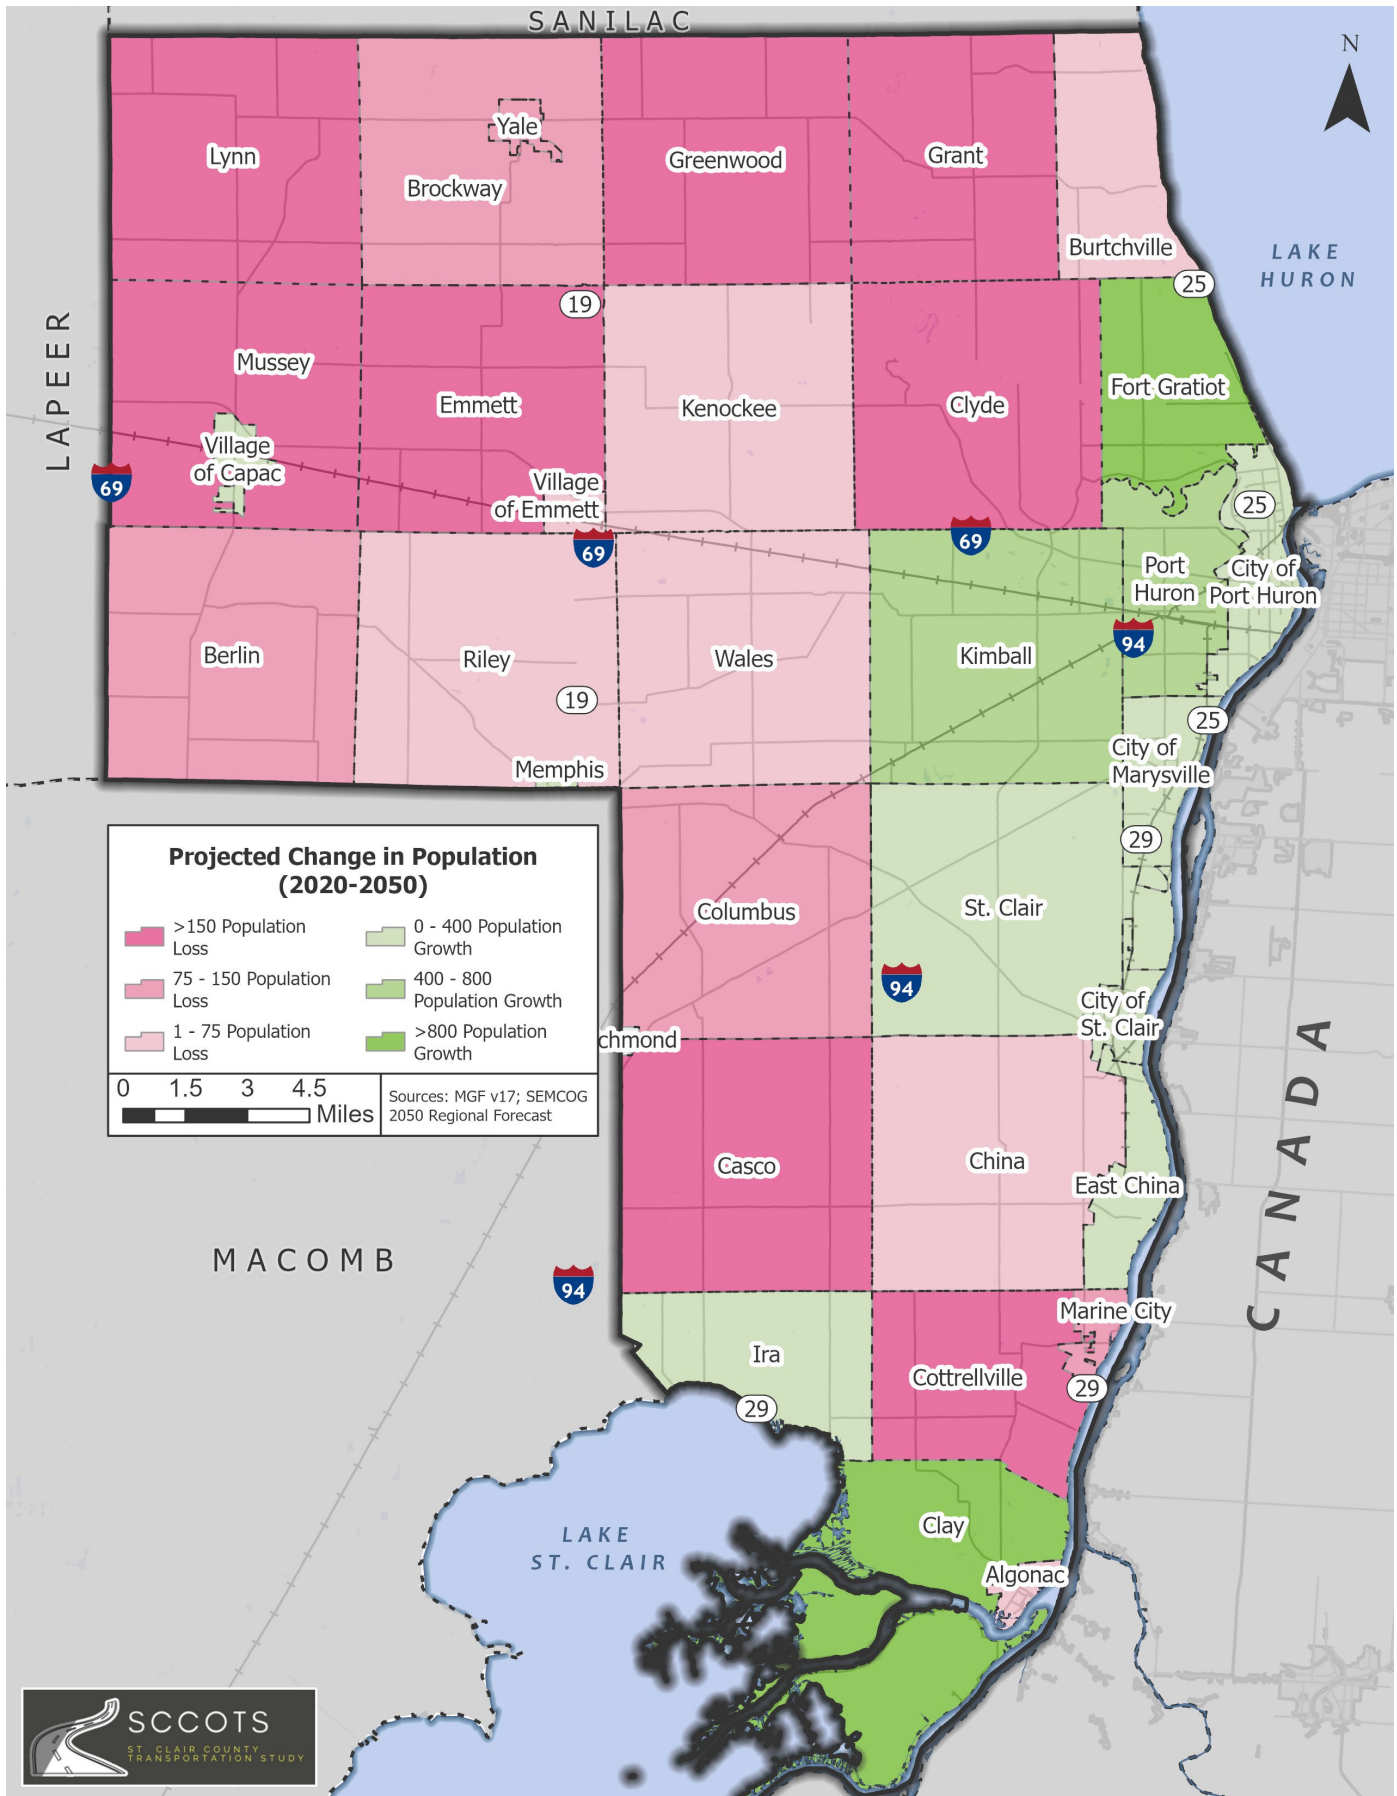 SANILAC
N
Yale
Lynn
Greenwood
Grant
Brockway
Burtchville
LAKE
HURON
25
19
LAPEER
Mussey
Fort Gratiot
Emmett
Kenockee
Clyde
Village
of Capac
69
Village
of Emmett
25
69
69
Port
Huron
City of
Port Huron
94
Berlin
Riley
Wales
Kimball
19
25
City of
Marysville
Memphis
29
Projected Change in Population
(2020-2050)
>150 Population
Loss
0 - 400 Population
Growth
75 - 150 Population
Loss
400 - 800
Population Growth
1 - 75 Population
Loss
>800 Population
Growth
0 1.5 3 4.5
Miles
Sources: MGF v17; SEMCOG
2050 Regional Forecast
Columbus
St. Clair
94
City of
St. Clair
chmond
CANADA
Casco
China
East China
MACOMB
94
Marine City
Ira
Cottrellville
29
29
Clay
LAKE
ST. CLAIR
Algonac
SCCOTS
ST. CLAIR COUNTY
TRANSPORTATION STUDY